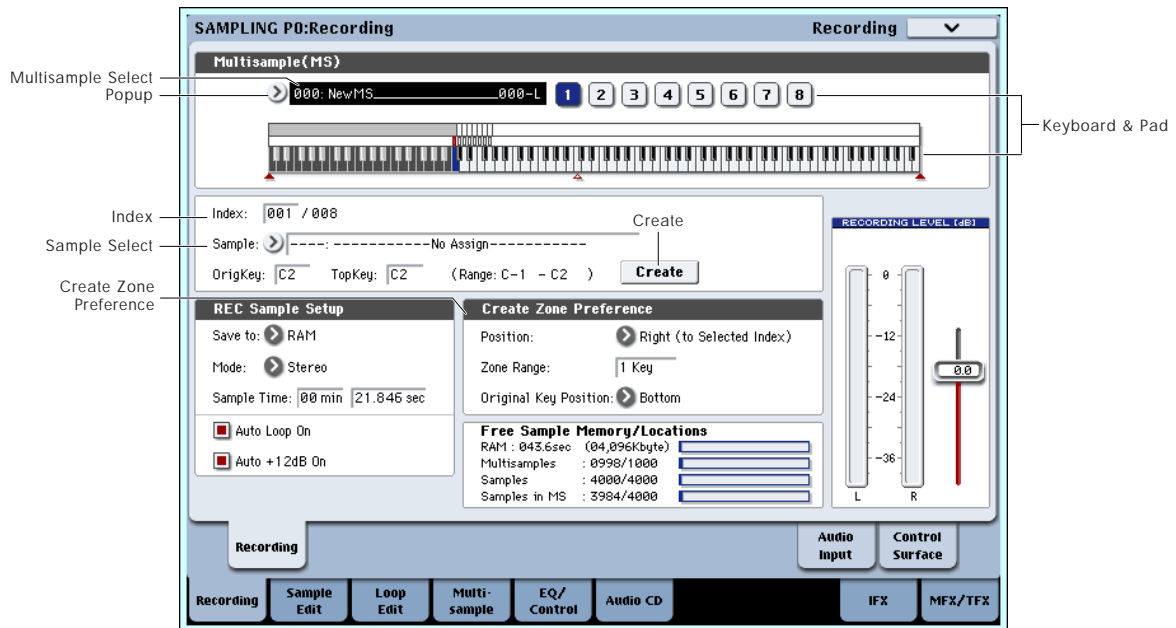 SAMPLING P0:Recording
Recording
Multisample(MS)
Multisample Select
Popup
000: NewMS_______________000-L
1 2 3 4 5 6 7 8
Keyboard & Pad
Index
Index: 001 / 008
Create
Sample Select
Sample: ----: ------------No Assign-----------
OrigKey: C2 TopKey: C2 (Range: C-1 - C2 ) Create
Create Zone
Preference
REC Sample Setup
Save to: RAM
Mode: Stereo
Sample Time: 00 min 21.846 sec
Auto Loop On
Auto +12dB On
Create Zone Preference
Position: Right (to Selected Index)
Zone Range: 1 Key
Original Key Position: Bottom
Free Sample Memory/Locations
RAM : 043.6sec (04,096Kbyte)
Multisamples : 0998/1000
Samples : 4000/4000
Samples in MS : 3984/4000
RECORDING LEVEL [dB]
0
-12
0.0
-24
-36
L R
Recording
Audio
Input
Control
Surface
Recording
Sample
Edit
Loop
Edit
Multi-
sample
EQ/
Control
Audio CD
IFX
MFX/TFX